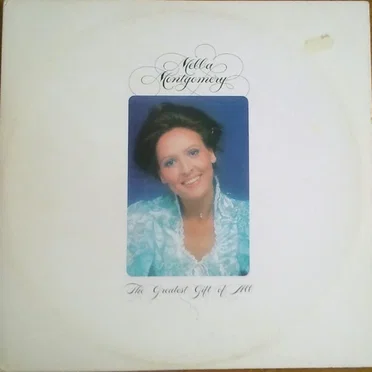 Melba
Montgomery
The Greatest Gift of All